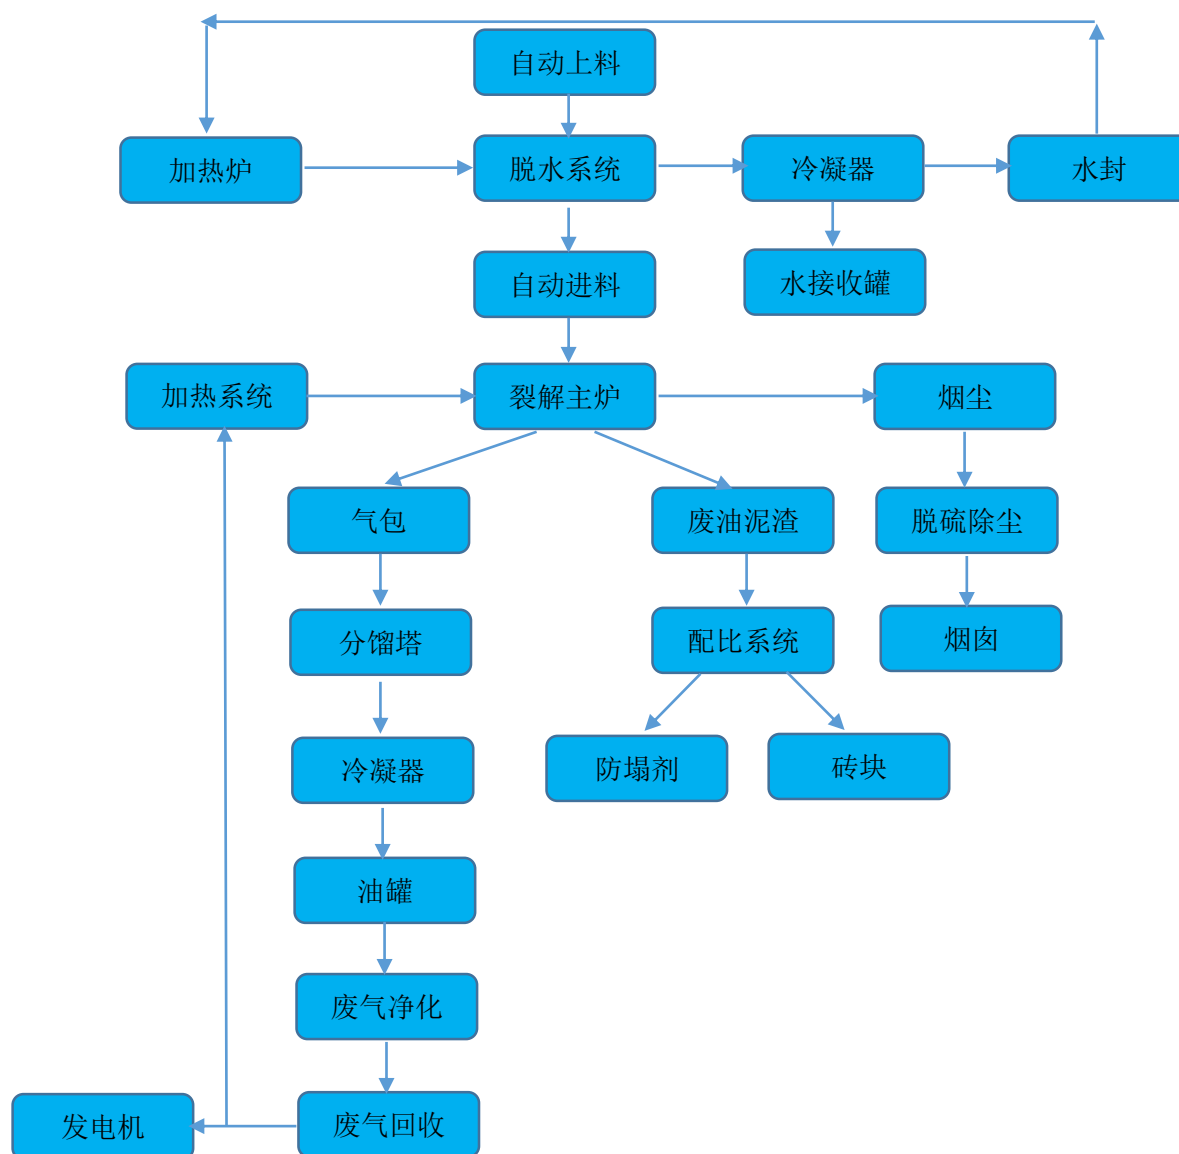 自动上料
加热炉
脱水系统
冷凝器
水封
自动进料
水接收罐
加热系统
裂解主炉
烟尘
气包
废油泥渣
脱硫除尘
分馏塔
配比系统
烟囱
冷凝器
防塌剂
砖块
油罐
废气净化
发电机
废气回收